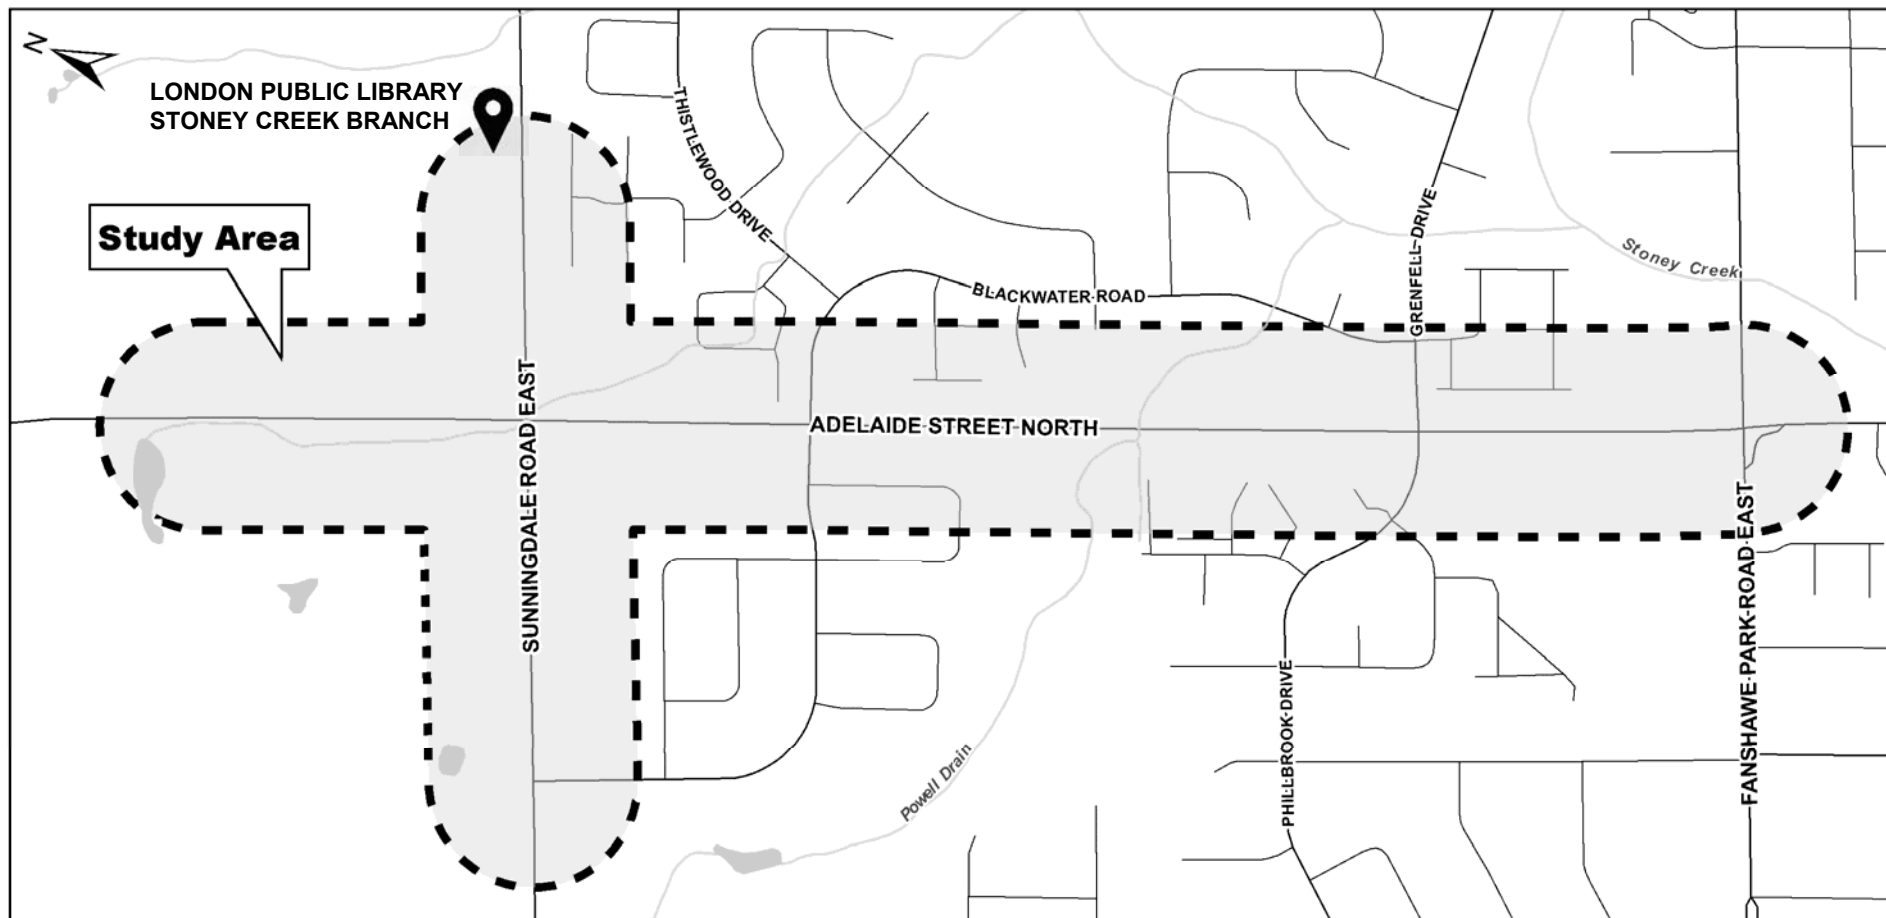 N
LONDON PUBLIC LIBRARY
STONEY CREEK BRANCH
Study Area
THISTLEWOOD DRIVE
BLACKWATER ROAD
GRENFELL DRIVE
Stoney Creek
SUNNINGDALE ROAD EAST
ADELAIDE STREET NORTH
FANSHAWE PARK ROAD EAST
PHILLBROOK DRIVE
Powell Drain